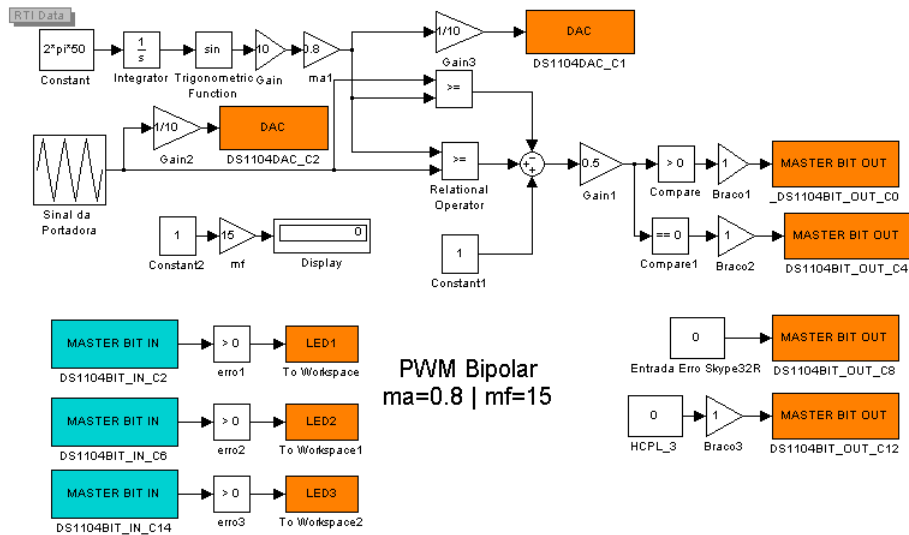 RTI Data
2*pi*50
Constant
1
s
Integrator
sin
Trigonometric
Function
10
Gain
0.8
ma1
1/10
Gain3
DAC
DS1104DAC_C1
>=
1/10
Gain2
DAC
DS1104DAC_C2
Sinal da
Portadora
>=
Relational
Operator
+
+
0.5
Gain1
> 0
Compare
1
Braco1
MASTER BIT OUT
_DS1104BIT_OUT_C0
== 0
Compare1
1
Braco2
MASTER BIT OUT
DS1104BIT_OUT_C4
1
Constant2
15
mf
0
Display
1
Constant1
MASTER BIT IN
DS1104BIT_IN_C2
> 0
erro1
LED1
To Workspace
MASTER BIT IN
DS1104BIT_IN_C6
> 0
erro2
LED2
To Workspace1
MASTER BIT IN
DS1104BIT_IN_C14
> 0
erro3
LED3
To Workspace2
PWM Bipolar
ma=0.8 | mf=15
0
Entrada Erro Skype32R
MASTER BIT OUT
DS1104BIT_OUT_C8
0
HCPL_3
1
Braco3
MASTER BIT OUT
DS1104BIT_OUT_C12